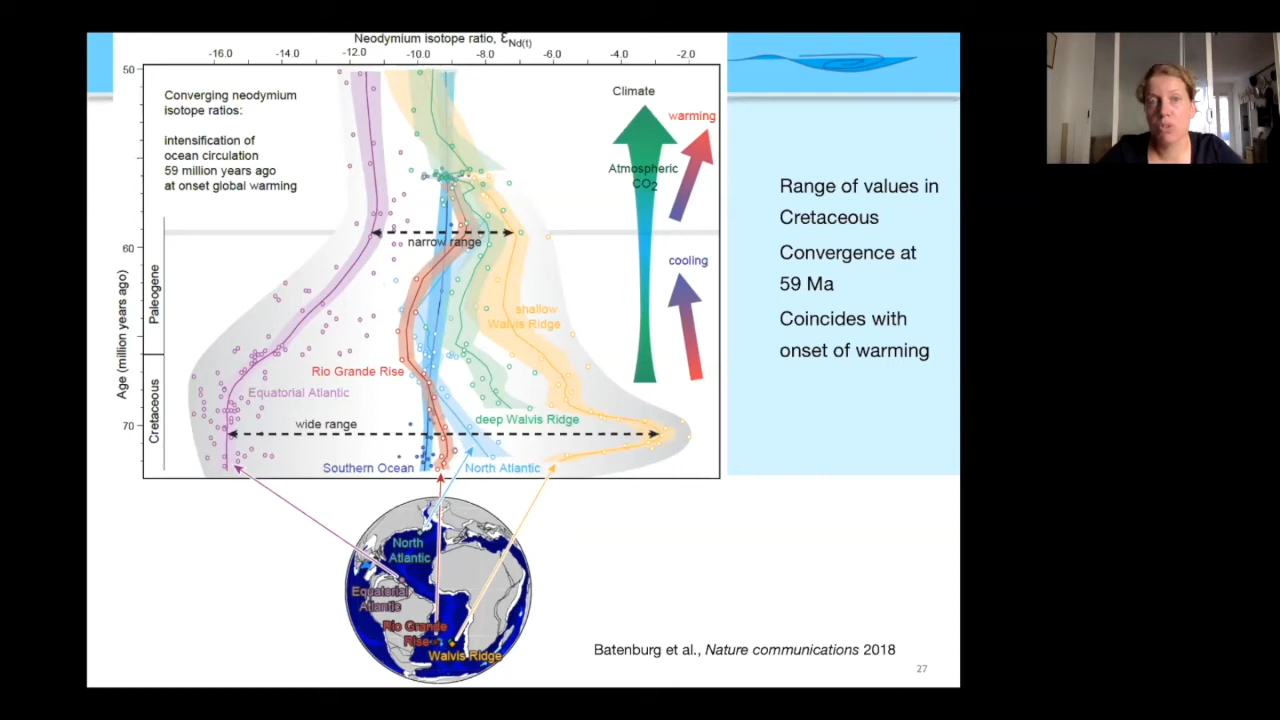 Neodymium isotope ratio, εNd(t)
-16.0 -14.0 -12.0 -10.0 -8.0 -6.0 -4.0 -2.0
50
60
70
Age (million years ago)
Paleogene
Cretaceous
Converging neodymium
isotope ratios:
intensification of
ocean circulation
59 million years ago
at onset global warming
Climate
warming
Atmospheric
CO2
cooling
narrow range
shallow
Walvis Ridge
Rio Grande Rise
Equatorial Atlantic
deep Walvis Ridge
wide range
Southern Ocean
North Atlantic
North
Atlantic
Equatorial
Atlantic
Rio Grande
Rise
Walvis Ridge
Range of values in
Cretaceous
Convergence at
59 Ma
Coincides with
onset of warming
Batenburg et al., Nature communications 2018
27